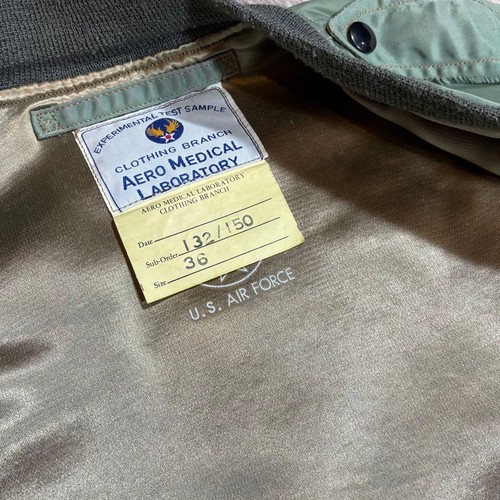 EXPERIMENTAL TEST SAMPLE
CLOTHING BRANCH
AERO MEDICAL
LABORATORY
AERO MEDICAL LABORATORY
CLOTHING BRANCH
Date
Sub-Order 132/150
Size 36
U.S. AIR FORCE